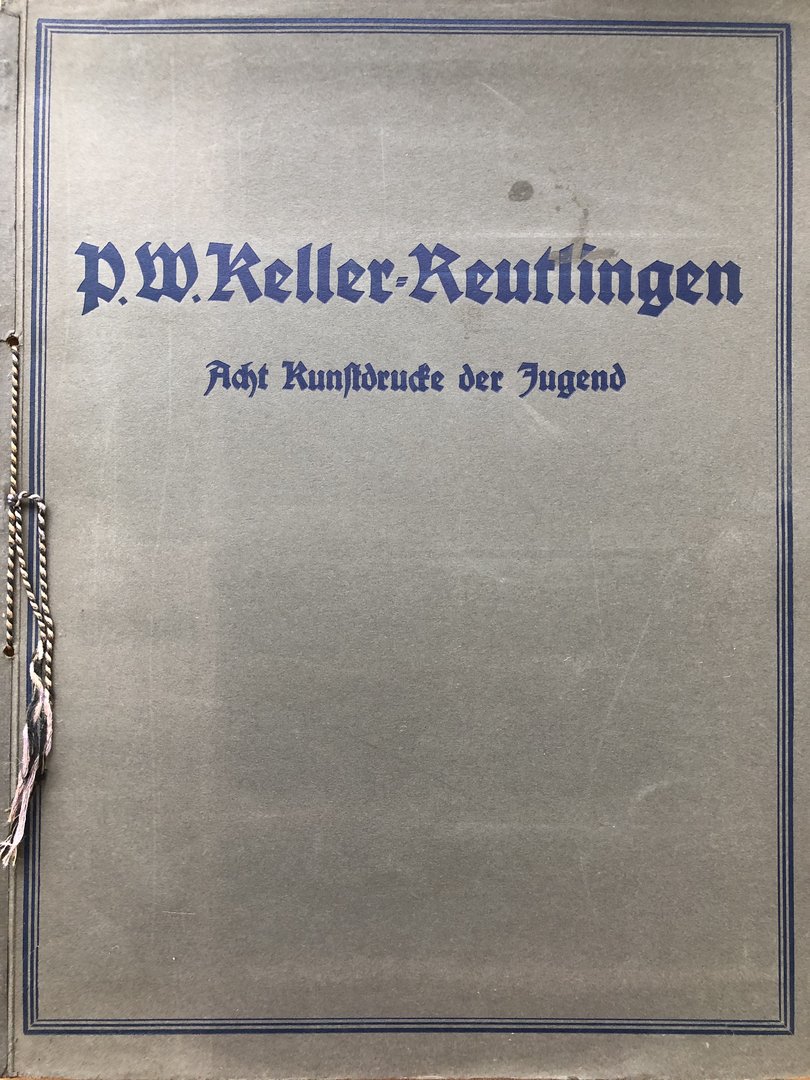 P.W.Keller=Reutlingen
Acht Kunſtdrucke der Jugend